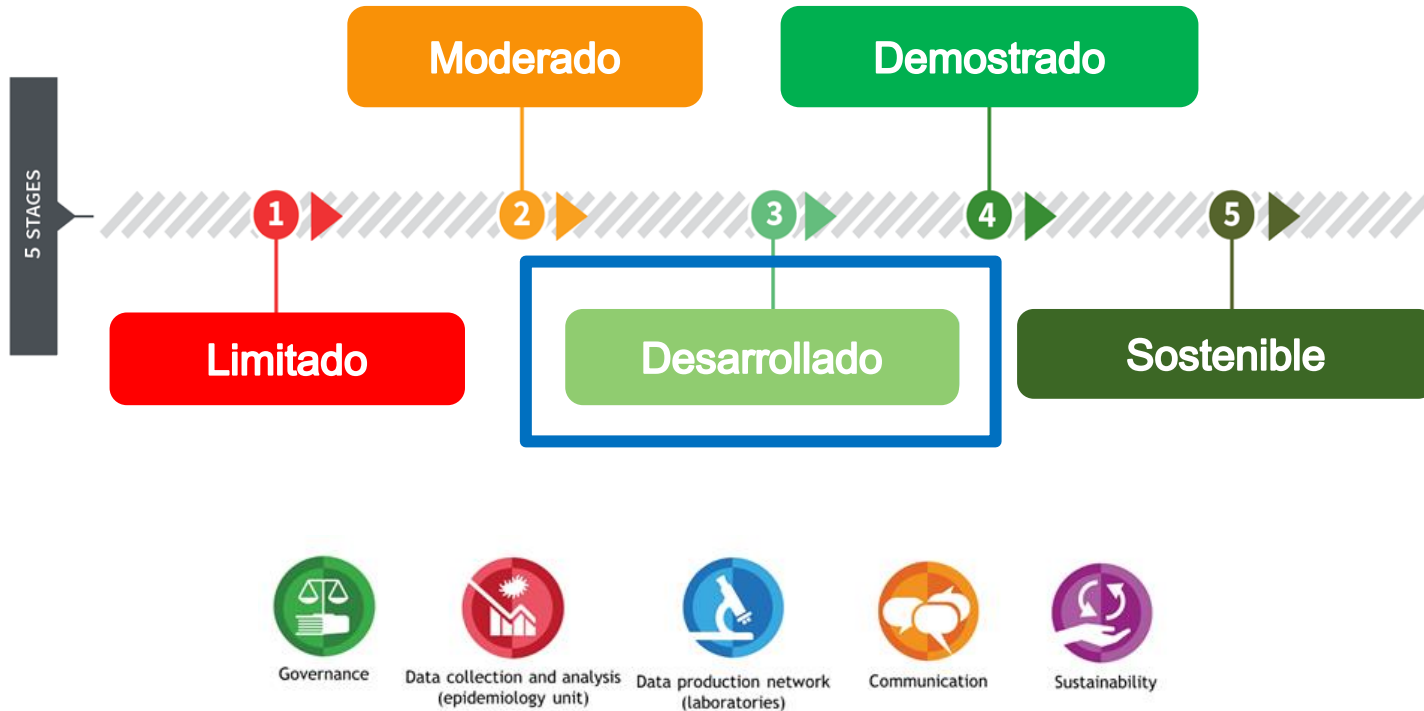 Moderado
Demostrado
5 STAGES
1
2
3
4
5
Limitado
Desarrollado
Sostenible
Governance
Data collection and analysis
(epidemiology unit)
Data production network
(laboratories)
Communication
Sustainability